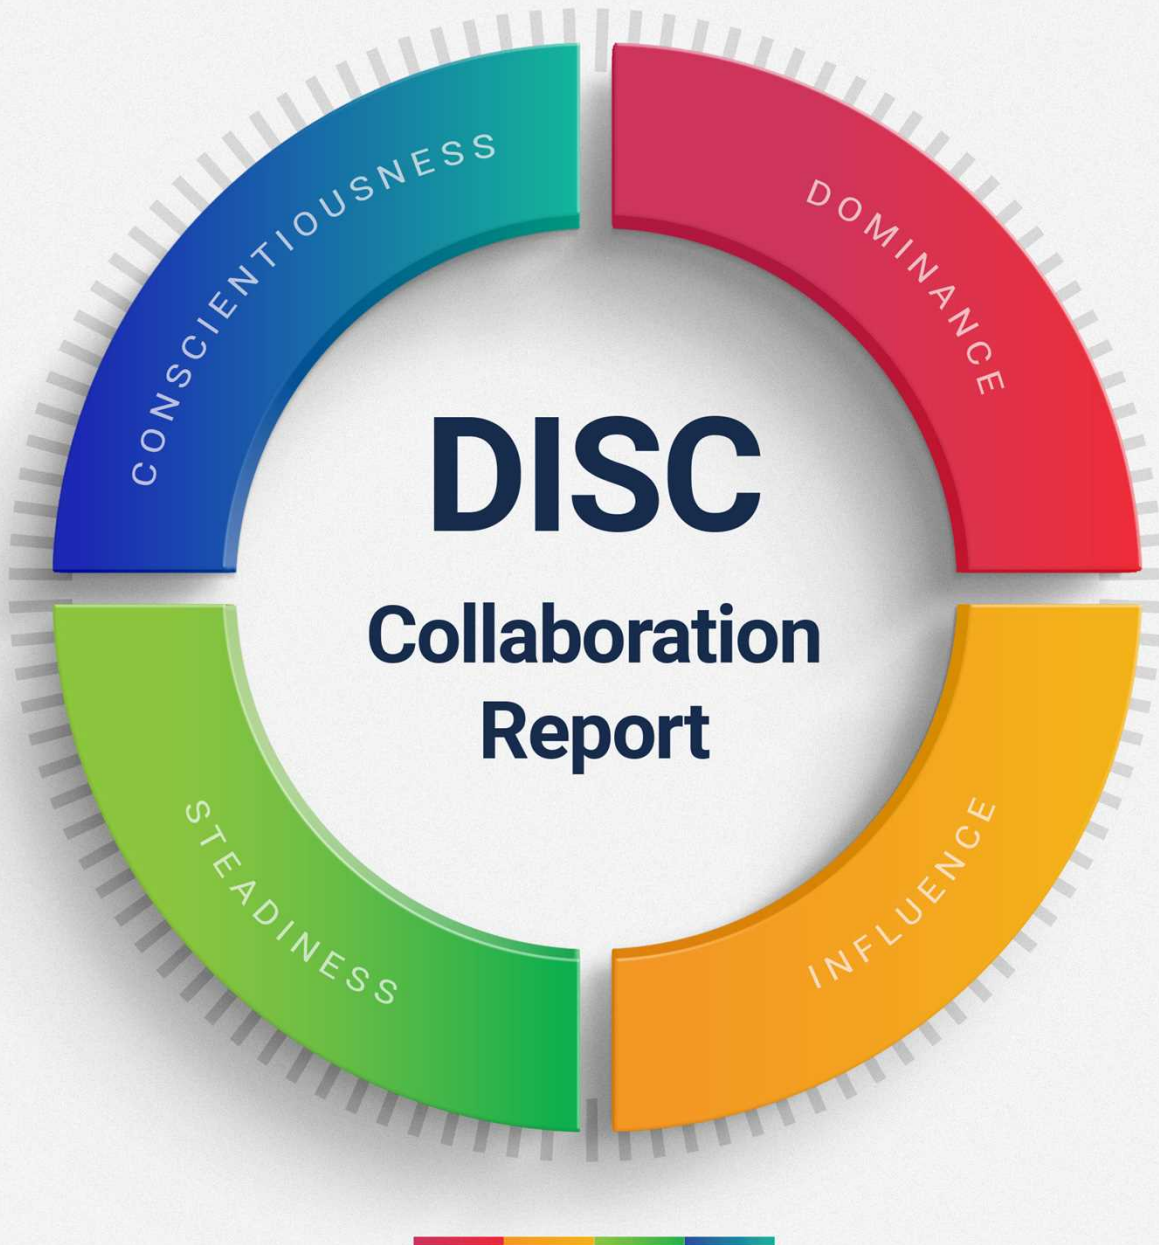 CONSCIENTIOUSNESS
DOMINANCE
DISC
Collaboration
Report
STEADINESS
INFLUENCE